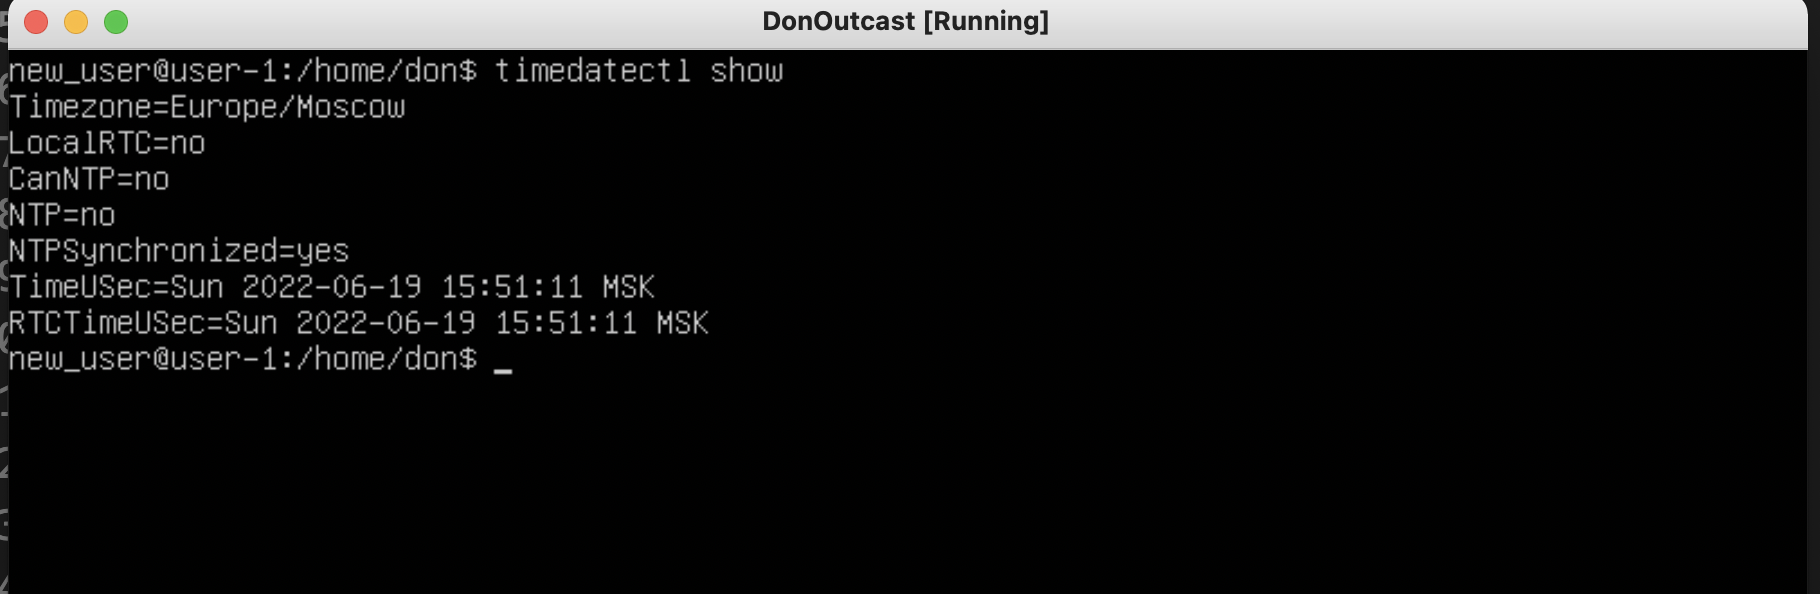 DonOutcast [Running]
new_user@user-1:/home/don$ timedatectl show
Timezone=Europe/Moscow
LocalRTC=no
CanNTP=no
NTP=no
NTPSynchronized=yes
TimeUSec=Sun 2022-06-19 15:51:11 MSK
RTCTimeUSec=Sun 2022-06-19 15:51:11 MSK
new_user@user-1:/home/don$ _